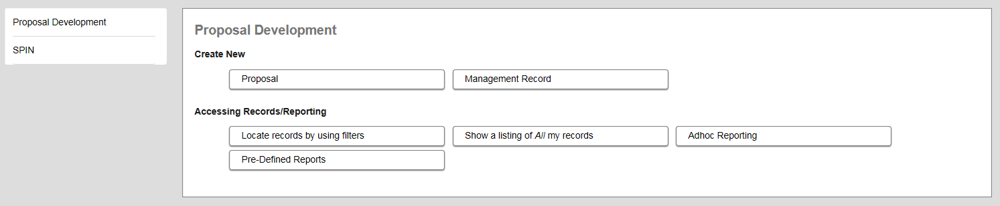 Proposal Development
SPIN
Proposal Development
Create New
Proposal
Management Record
Accessing Records/Reporting
Locate records by using filters
Show a listing of All my records
Adhoc Reporting
Pre-Defined Reports